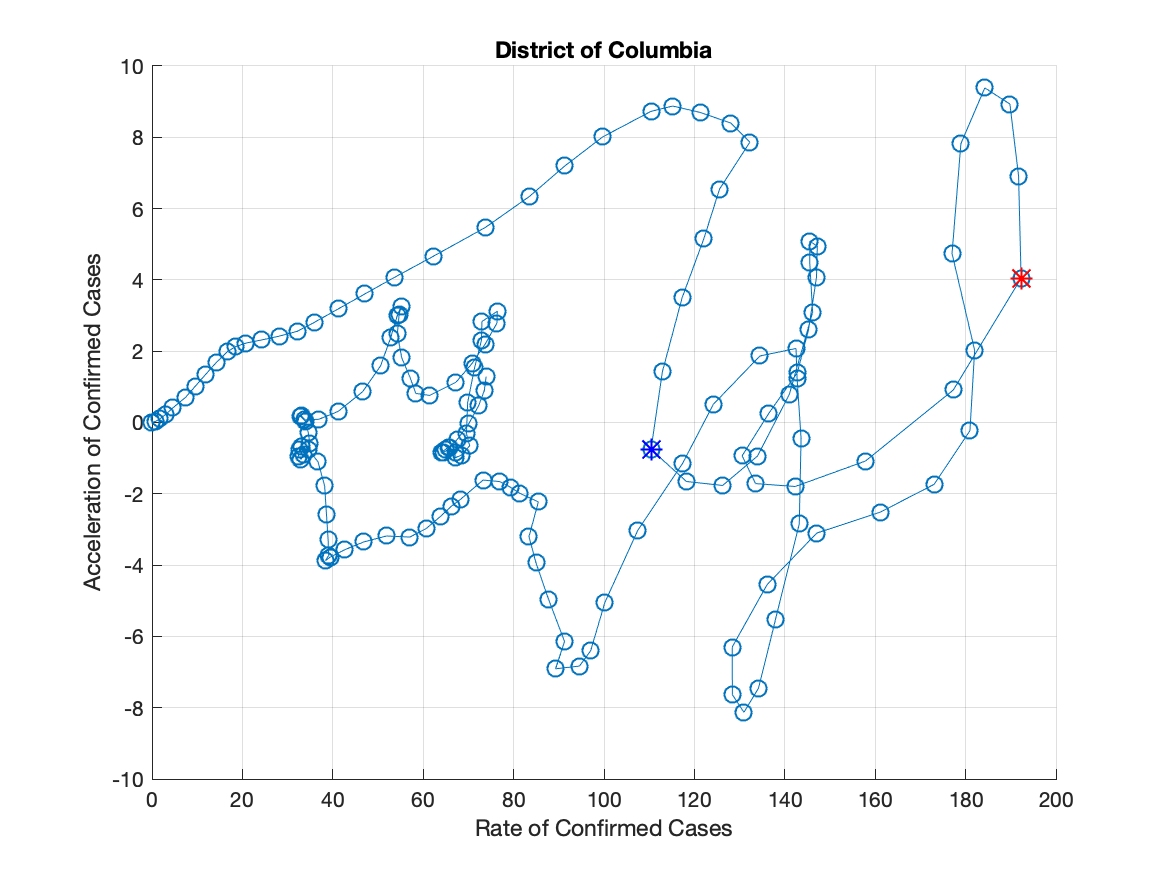 District of Columbia
Acceleration of Confirmed Cases
10
8
6
4
2
0
-2
-4
-6
-8
-10
0 20 40 60 80 100 120 140 160 180 200
Rate of Confirmed Cases